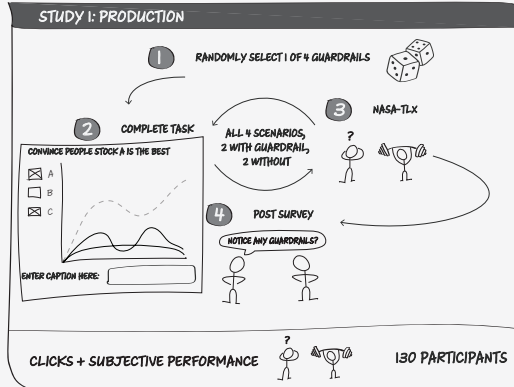 STUDY 1: PRODUCTION
1
RANDOMLY SELECT 1 OF 4 GUARDRAILS
2
COMPLETE TASK
CONVINCE PEOPLE STOCK A IS THE BEST
A
B
C
ENTER CAPTION HERE:
ALL 4 SCENARIOS,
2 WITH GUARDRAIL,
2 WITHOUT
3
NASA-TLX
?
4
POST SURVEY
NOTICE ANY GUARDRAILS?
CLICKS + SUBJECTIVE PERFORMANCE
?
130 PARTICIPANTS